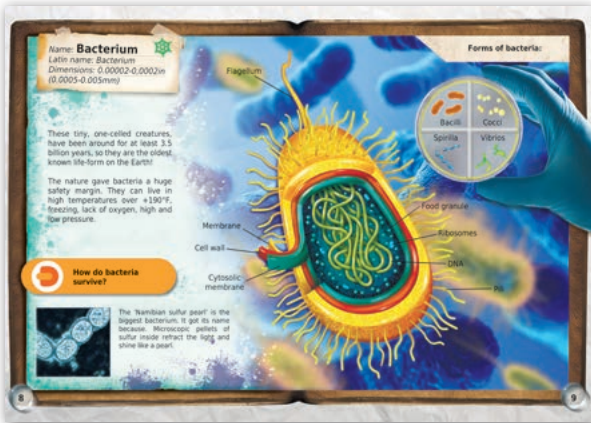 Name: Bacterium
Latin name: Bacterium
Dimensions: 0.00002-0,0002in
(0.0005-0.005mm)
These tiny, one-celled creatures,
have been around for at least 3.5
billion years, so they are the oldest
known life-form on the Earth!
The nature gave bacteria a huge
safety margin. They can live in
high temperatures over +190°F,
freezing, lack of oxygen, high and
low pressure.
How do bacteria
survive?
The 'Namibian sulfur pearl' is the
biggest bacterium. It got its name
because. Microscopic pellets of
sulfur inside refract the light and
shine like a pearl.
8
Flagellum
Membrane
Cell wall
Cytosolic
membrane
Food granule
Ribosomes
DNA
Pili
Forms of bacteria:
Bacilli
Cocci
Spirilla
Vibrios
9